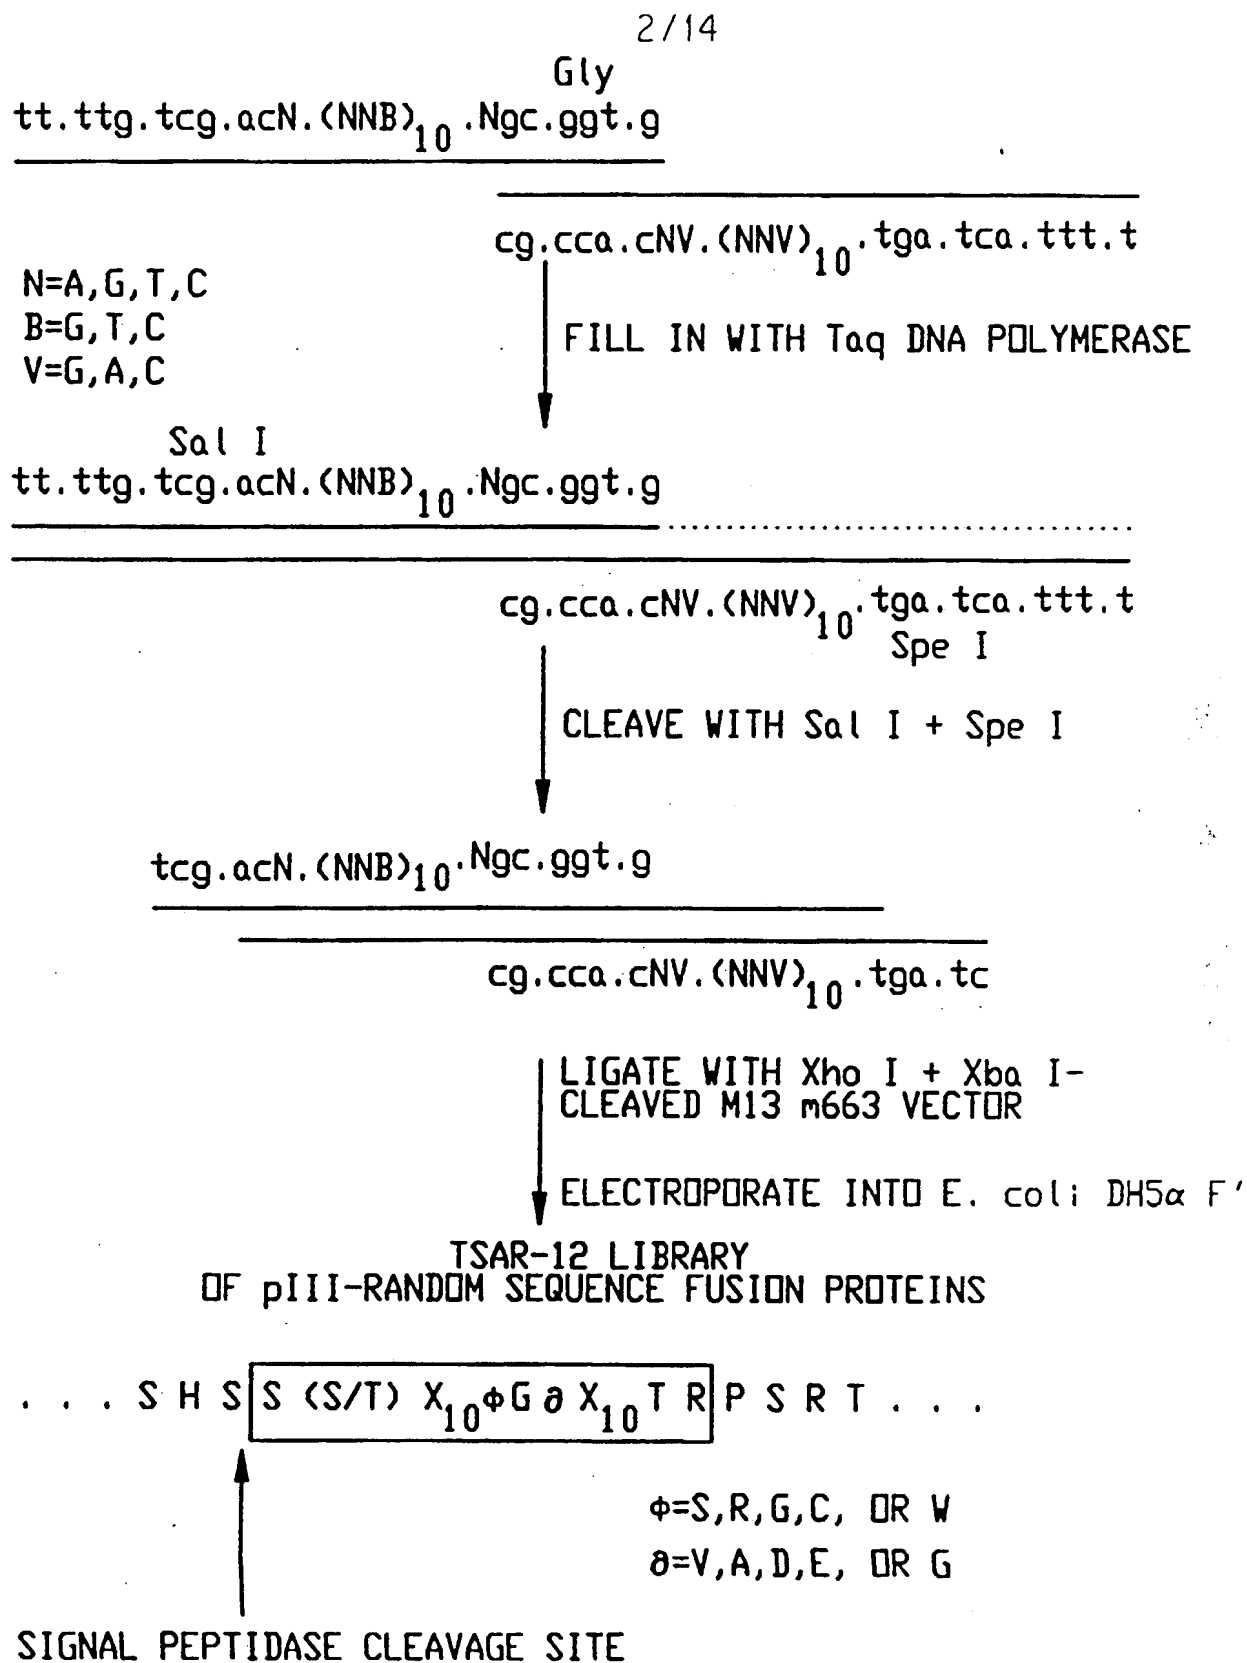 2/14
Gly
tt.ttg.tcg.acN.(NNB)10.Ngc.ggt.g
cg.cca.cNV.(NNV)10.tga.tca.ttt.t
N=A,G,T,C
B=G,T,C
V=G,A,C
FILL IN WITH Taq DNA POLYMERASE
Sal I
tt.ttg.tcg.acN.(NNB)10.Ngc.ggt.g
cg.cca.cNV.(NNV)10.tga.tca.ttt.t
Spe I
CLEAVE WITH Sal I + Spe I
tcg.acN.(NNB)10.Ngc.ggt.g
cg.cca.cNV.(NNV)10.tga.tc
LIGATE WITH Xho I + Xba I-
CLEAVED M13 m663 VECTOR
ELECTROPORATE INTO E. coli DH5α F'
TSAR-12 LIBRARY
OF pIII-RANDOM SEQUENCE FUSION PROTEINS
. . . S H S S (S/T) X10ΦG∂X10T R P S R T . . .
Φ=S,R,G,C, OR W
∂=V,A,D,E, OR G
SIGNAL PEPTIDASE CLEAVAGE SITE